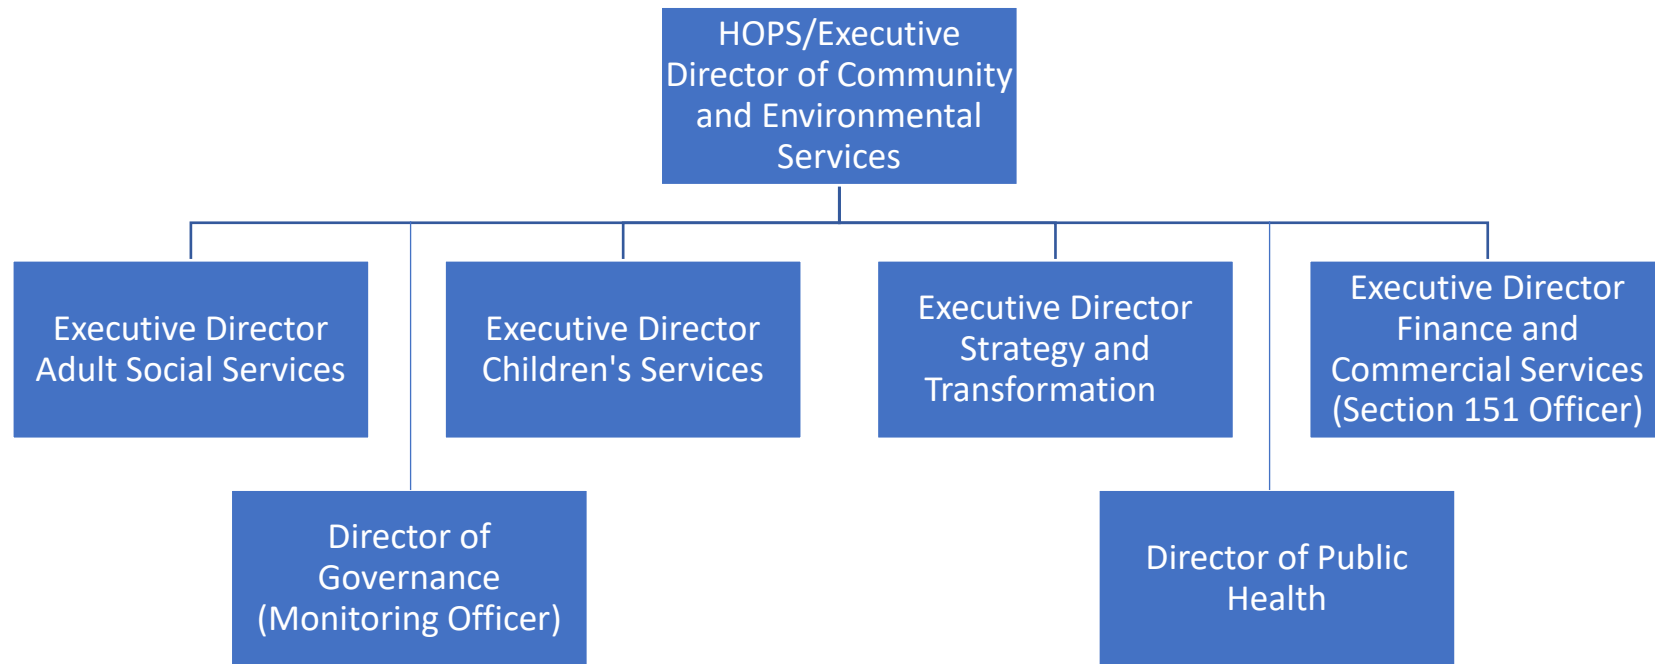 HOPS/Executive
Director of Community
and Environmental
Services
Executive Director
Adult Social Services
Executive Director
Children's Services
Executive Director
Strategy and
Transformation
Executive Director
Finance and
Commercial Services
(Section 151 Officer)
Director of
Governance
(Monitoring Officer)
Director of Public
Health